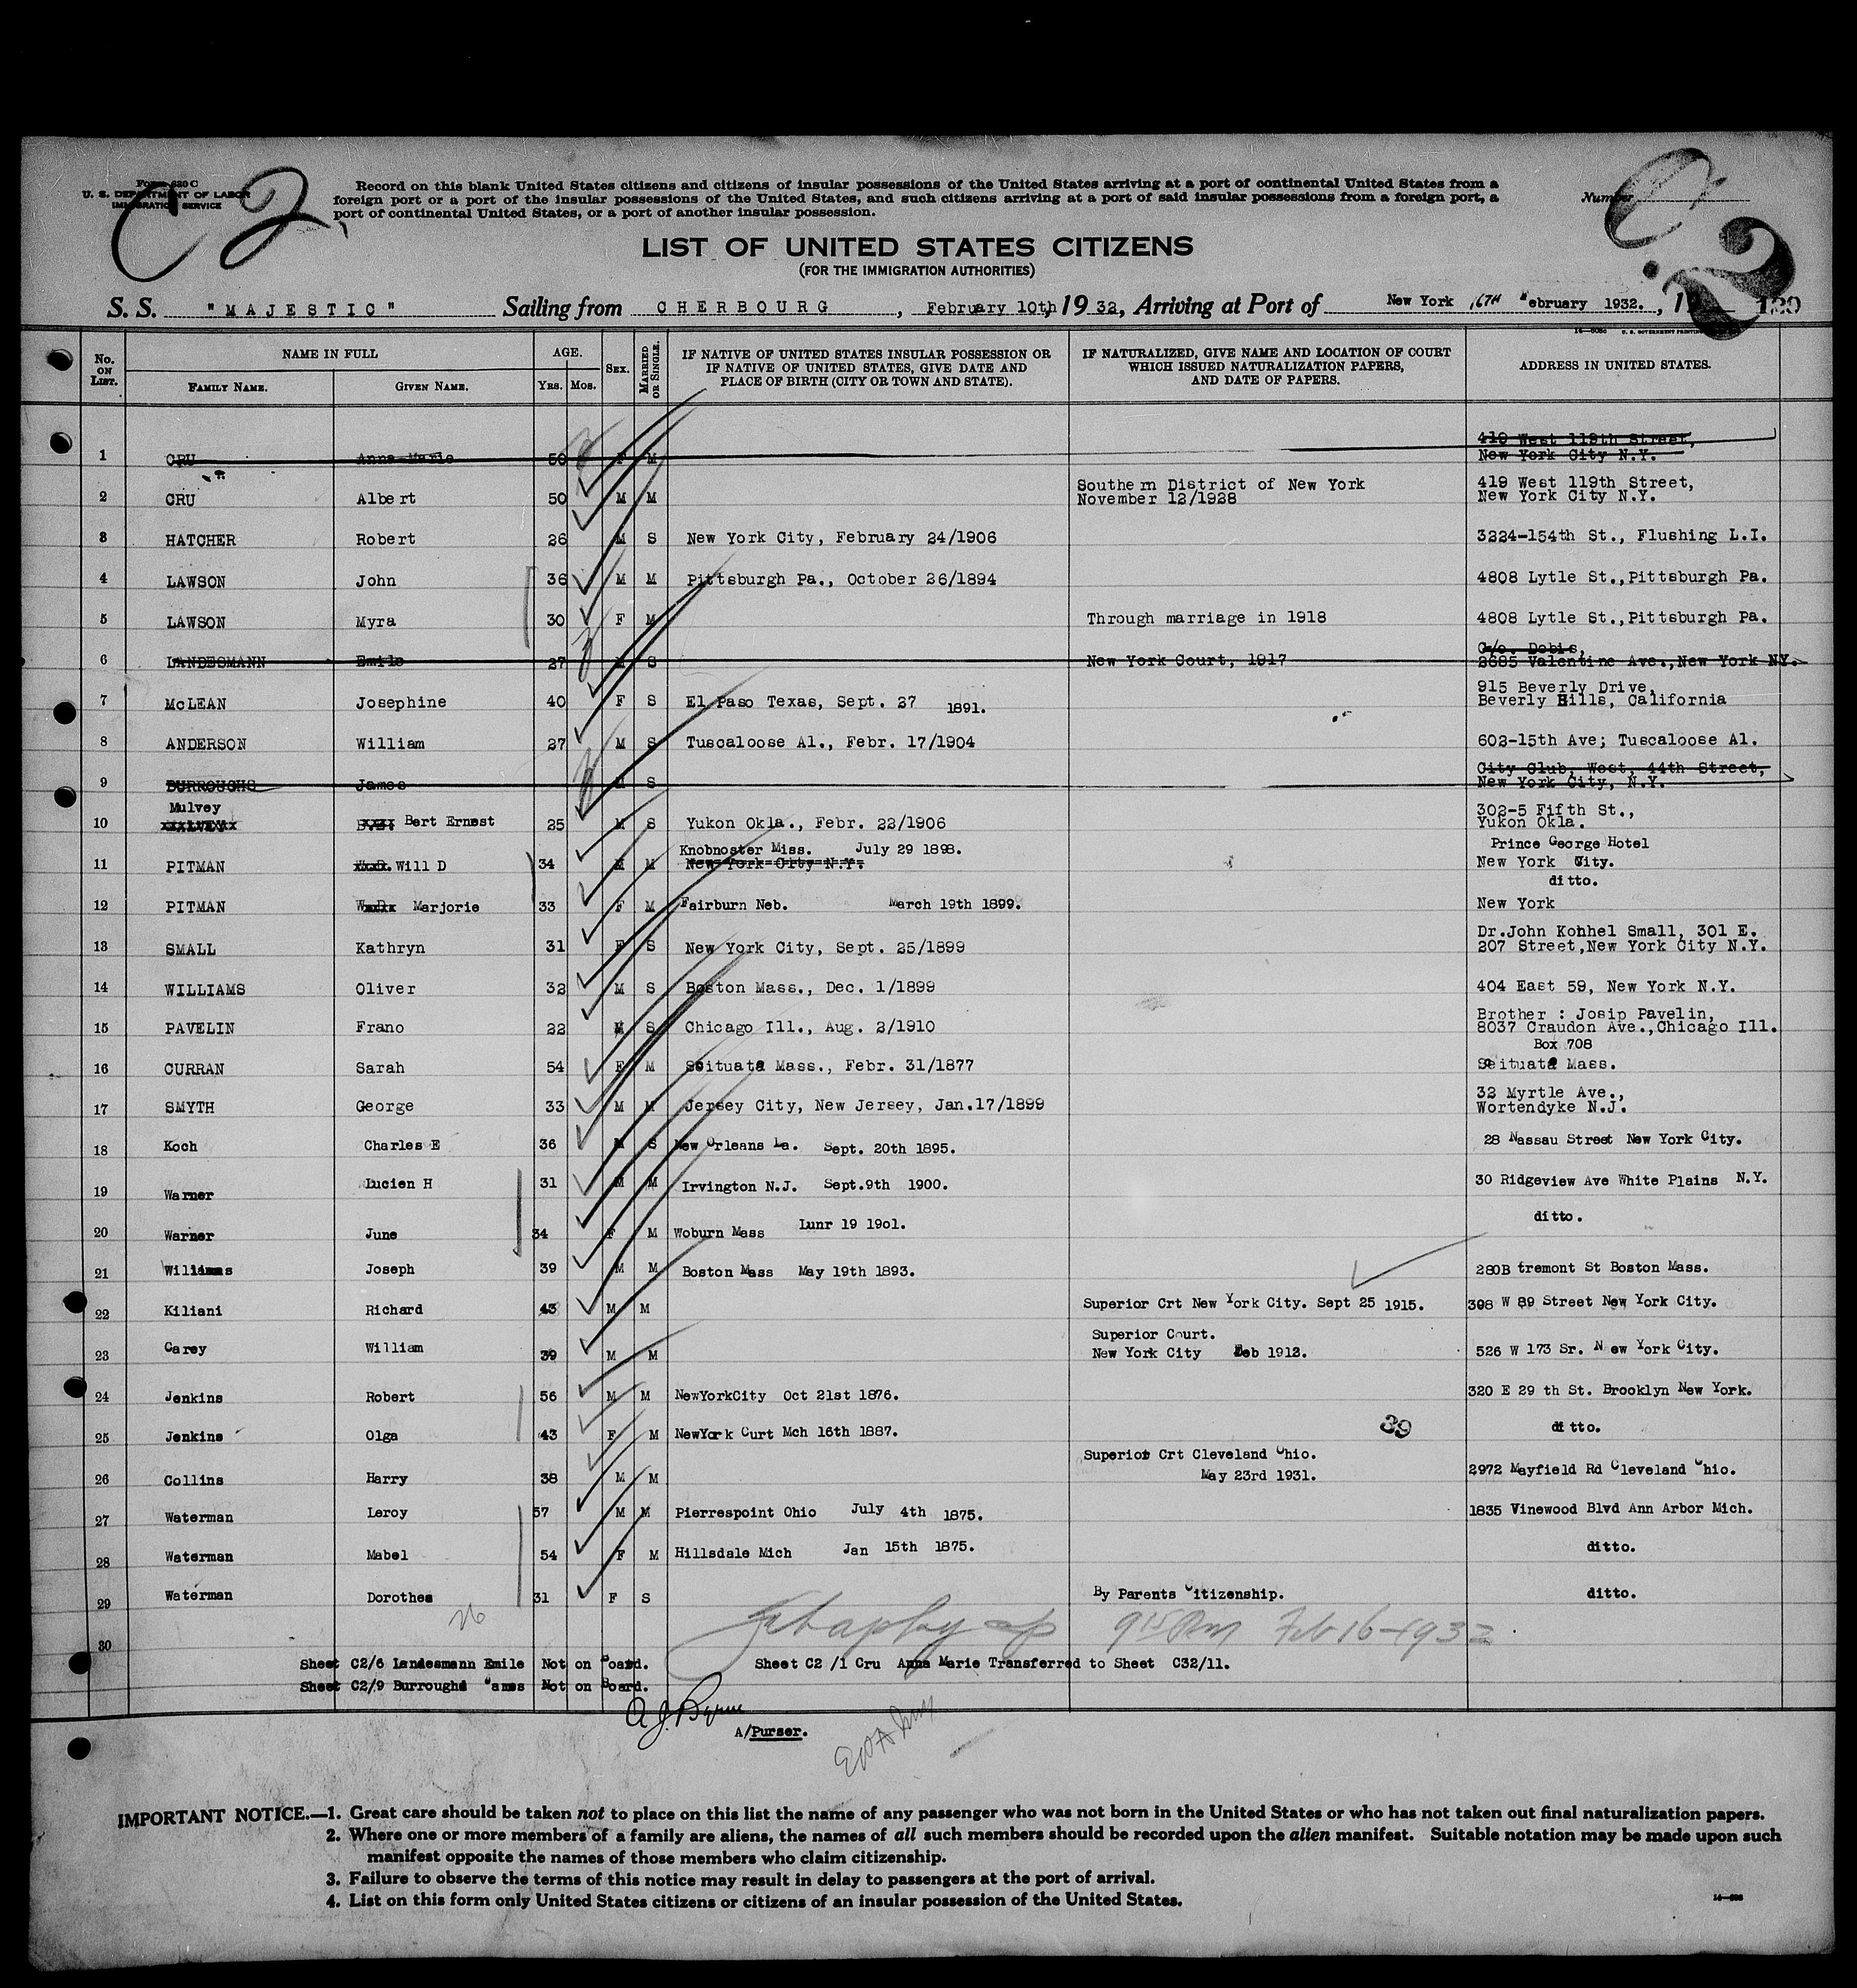 Form 630 C
U. S. DEPARTMENT OF LABOR
IMMIGRATION SERVICE
C 2
Record on this blank United States citizens and citizens of insular possessions of the United States arriving at a port of continental United States from a
foreign port or a port of the insular possessions of the United States, and such citizens arriving at a port of said insular possessions from a foreign port, a
port of continental United States, or a port of another insular possession.
Number
C 2
LIST OF UNITED STATES CITIZENS
(FOR THE IMMIGRATION AUTHORITIES)
S. S. "MAJESTIC" Sailing from CHERBOURG, February 10th, 1932, Arriving at Port of New York 16TH ebruary 1932., 19
No. ON LIST. NAME IN FULL FAMILY NAME. GIVEN NAME. AGE. YRS. MOS. SEX. MARRIED OR SINGLE. IF NATIVE OF UNITED STATES INSULAR POSSESSION OR IF NATIVE OF UNITED STATES, GIVE DATE AND PLACE OF BIRTH (CITY OR TOWN AND STATE). IF NATURALIZED, GIVE NAME AND LOCATION OF COURT WHICH ISSUED NATURALIZATION PAPERS, AND DATE OF PAPERS. ADDRESS IN UNITED STATES.
1 CRU Anna-Marie 50 F M 419 West 119th Street, New York City N.Y.
2 CRU Albert 50 M M Southern District of New York November 12/1928 419 West 119th Street, New York City N.Y.
3 HATCHER Robert 26 M S New York City, February 24/1906 3224-154th St., Flushing L.I.
4 LAWSON John 36 M M Pittsburgh Pa., October 26/1894 4808 Lytle St.,Pittsburgh Pa.
5 LAWSON Myra 30 F M Through marriage in 1918 4808 Lytle St.,Pittsburgh Pa.
6 LANDESMANN Emile 27 M S New York Court, 1917 C/o. Dobis, 2685 Valentine Ave.,New York NY.
7 McLEAN Josephine 40 F S El Paso Texas, Sept. 27 1891. 915 Beverly Drive, Beverly Hills, California
8 ANDERSON William 27 M S Tuscaloose Al., Febr. 17/1904 602-15th Ave; Tuscaloose Al.
9 BURROUGHS James M S City Club, West, 44th Street, New York City, N.Y.
10 Mulvey Bert Ernest 25 M S Yukon Okla., Febr. 22/1906 302-5 Fifth St., Yukon Okla.
11 PITMAN Will D 34 M M Knobnoster Miss. July 29 1898. New York City N.Y. Prince George Hotel New York City.
12 PITMAN Marjorie 33 F M Fairburn Neb. March 19th 1899. ditto. New York
13 SMALL Kathryn 31 F S New York City, Sept. 25/1899 Dr.John Kohhel Small, 301 E. 207 Street,New York City N.Y.
14 WILLIAMS Oliver 32 M S Boston Mass., Dec. 1/1899 404 East 59, New York N.Y.
15 PAVELIN Frano 22 M S Chicago Ill., Aug. 2/1910 Brother : Josip Pavelin, 8037 Craudon Ave.,Chicago Ill.
16 CURRAN Sarah 54 F M Scituate Mass., Febr. 31/1877 Box 708 Scituate Mass.
17 SMYTH George 33 M M Jersey City, New Jersey, Jan.17/1899 32 Myrtle Ave., Wortendyke N.J.
18 Koch Charles E 36 M S New Orleans La. Sept. 20th 1895. 28 Nassau Street New York City.
19 Warner Lucien H 31 M M Irvington N.J. Sept.9th 1900. 30 Ridgeview Ave White Plains N.Y.
20 Warner June 34 F M Woburn Mass Lunr 19 19ol. ditto.
21 Williams Joseph 39 M M Boston Mass May 19th 1893. 280B tremont St Boston Mass.
22 Kiliani Richard 43 M M Superior Crt New York City. Sept 25 1915. 398 W 89 Street New York City.
23 Carey William 39 M M Superior Court. New York City Feb 1912. 526 W 173 Sr. N ew York City.
24 Jenkins Robert 56 M M NewYorkCity Oct 21st 1876. 320 E 29 th St. Brooklyn New York.
25 Jenkins Olga 43 F M NewYork Curt Mch 16th 1887. 39 ditto.
26 Collins Harry 38 M M Superior Crt Cleveland Ohio. May 23rd 1931. 2972 Mayfield Rd Cleveland Ohio.
27 Waterman Leroy 57 M M Pierrespoint Ohio July 4th 1875. 1835 Vinewood Blvd Ann Arbor Mich.
28 Waterman Mabel 54 F M Hillsdale Mich Jan 15th 1875. ditto.
29 Waterman Dorothea 31 F S By Parents Citizenship. ditto.
26
9 15 Pm Feb 16-1932
30
Sheet C2/6 Landesmann Emile Not on Board. Sheet C2 /1 Cru Anna Marie Transferred to Sheet C32/11.
Sheet C2/9 Burroughs James Not on Board.
A J Byrne
A/Purser.
IMPORTANT NOTICE.—1. Great care should be taken not to place on this list the name of any passenger who was not born in the United States or who has not taken out final naturalization papers.
2. Where one or more members of a family are aliens, the names of all such members should be recorded upon the alien manifest. Suitable notation may be made upon such
manifest opposite the names of those members who claim citizenship.
3. Failure to observe the terms of this notice may result in delay to passengers at the port of arrival.
4. List on this form only United States citizens or citizens of an insular possession of the United States.